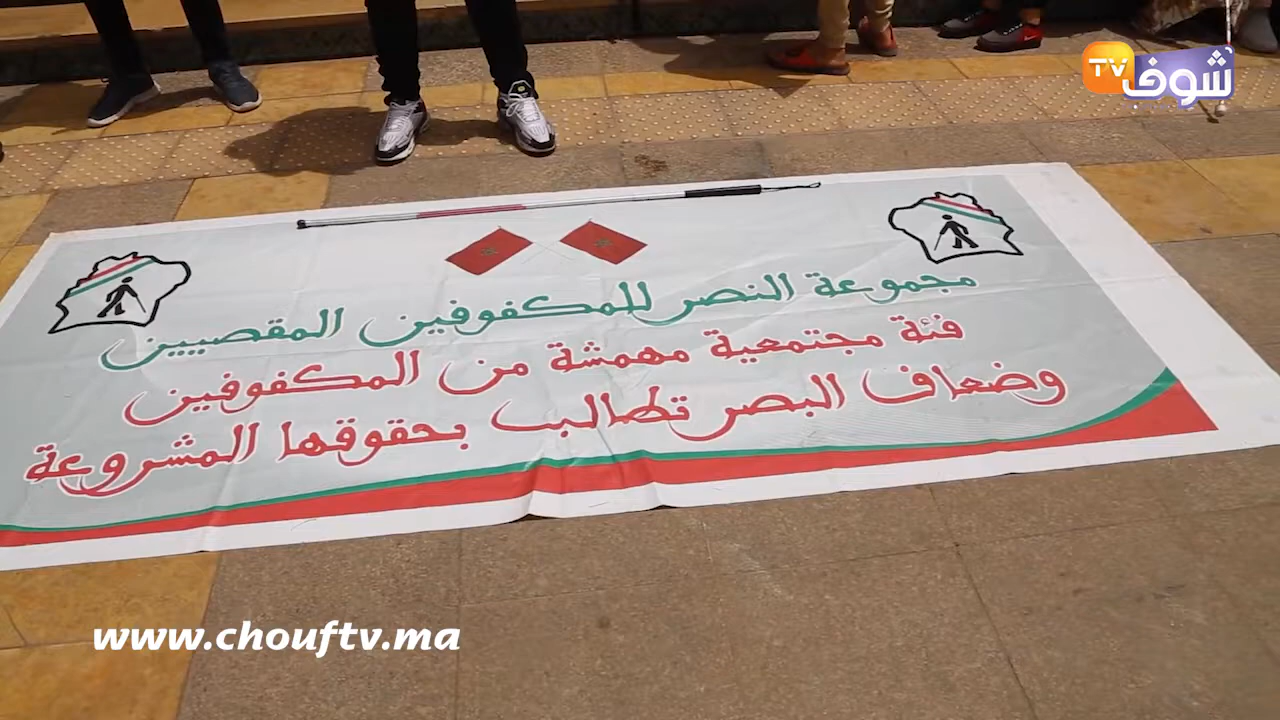 شوف TV
مجموعة النصر للمكفوفين المقصيين
فئة مجتمعية مهمشة من المكفوفين
وضعاف البصر تطالب بحقوقها المشروعة
www.chouftv.ma